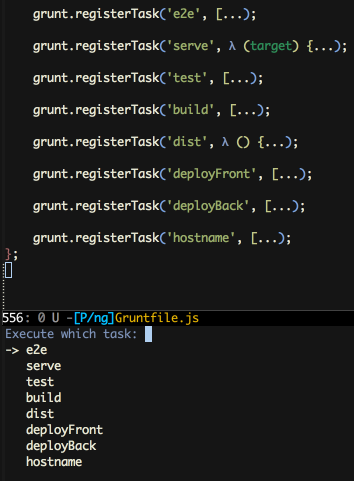 grunt.registerTask('e2e', [...);
grunt.registerTask('serve', λ (target) {...);
grunt.registerTask('test', [...);
grunt.registerTask('build', [...);
grunt.registerTask('dist', λ () {...);
grunt.registerTask('deployFront', [...);
grunt.registerTask('deployBack', [...);
grunt.registerTask('hostname', [...);
};
556: 0 U -[P/ng]Gruntfile.js
Execute which task:
-> e2e
serve
test
build
dist
deployFront
deployBack
hostname